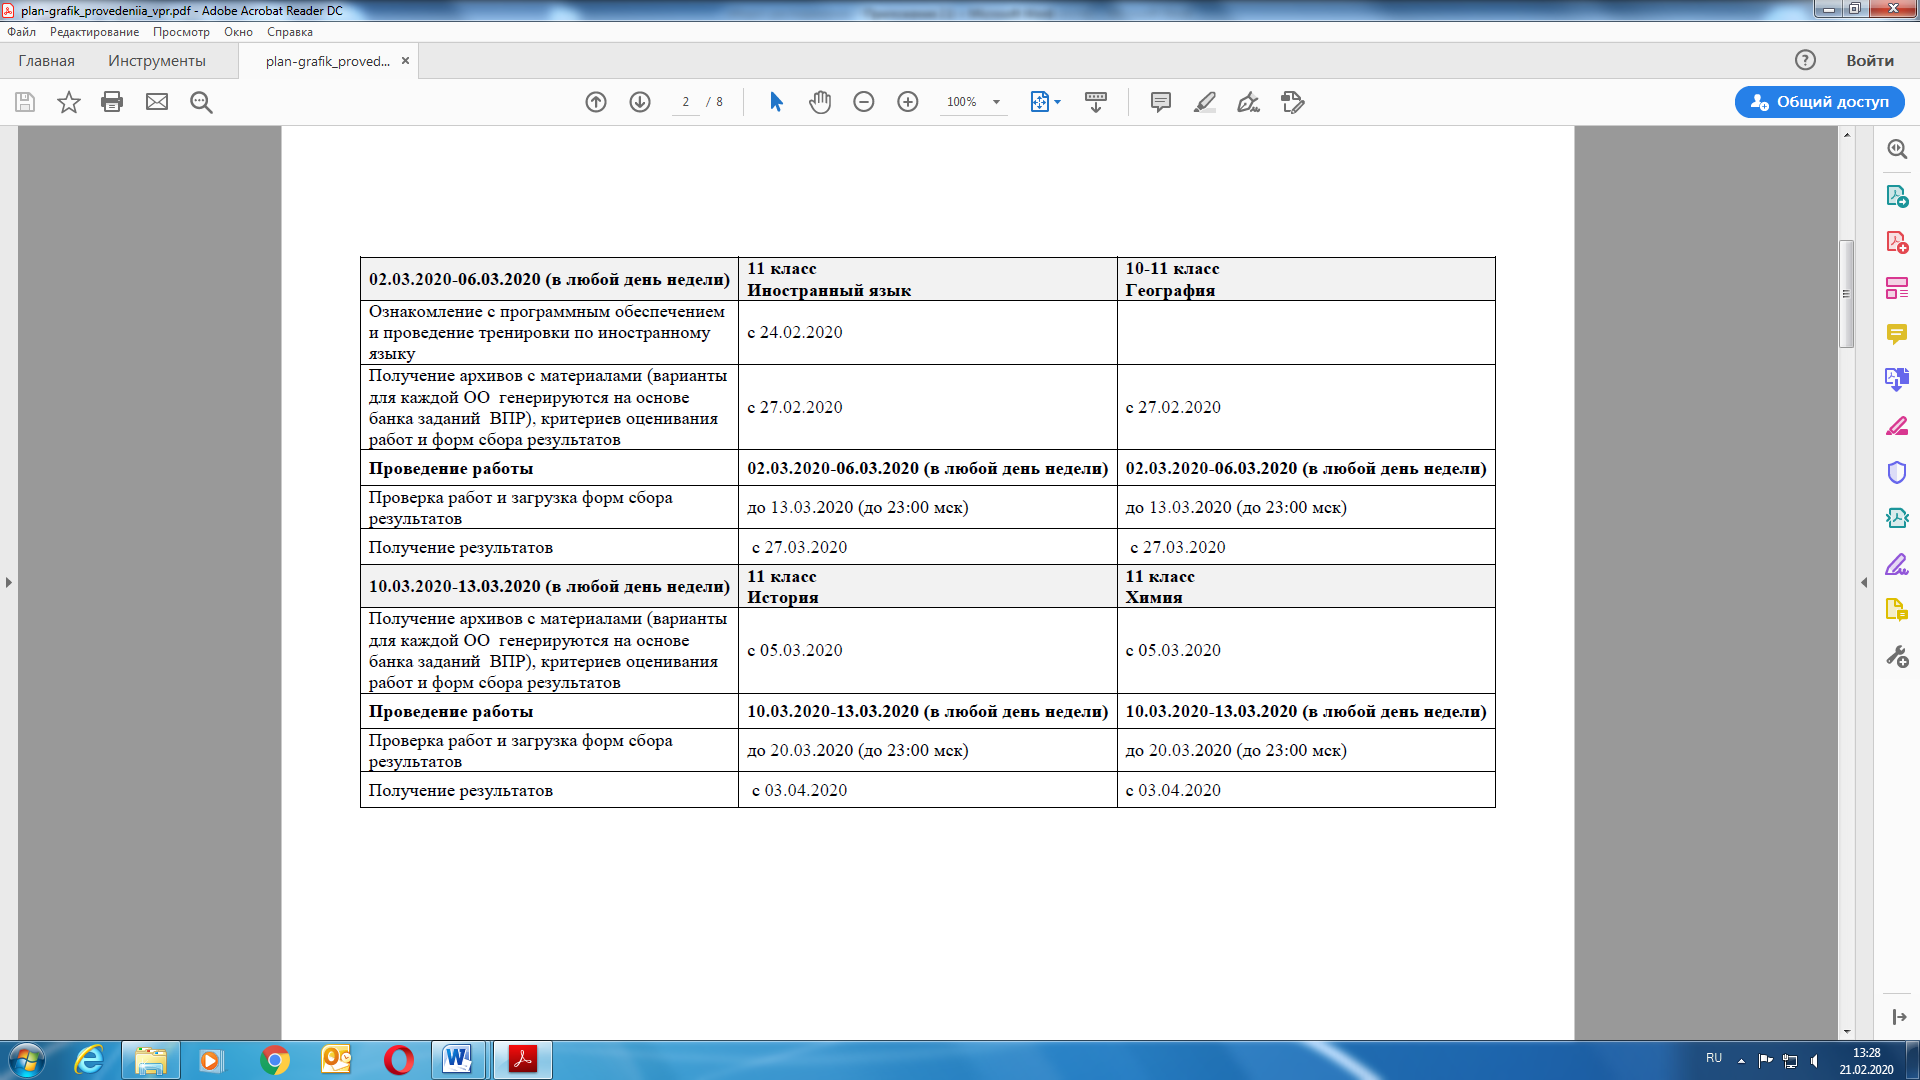 plan-grafik_provedeniia_vpr.pdf - Adobe Acrobat Reader DC
Файл Редактирование Просмотр Окно Справка
Главная Инструменты plan-grafik_proved... × Войти
2 / 8 100% Общий доступ
02.03.2020-06.03.2020 (в любой день недели)
11 класс
Иностранный язык
10-11 класс
География
Ознакомление с программным обеспечением
и проведение тренировки по иностранному
языку
с 24.02.2020
Получение архивов с материалами (варианты
для каждой ОО генерируются на основе
банка заданий ВПР), критериев оценивания
работ и форм сбора результатов
с 27.02.2020
с 27.02.2020
Проведение работы
02.03.2020-06.03.2020 (в любой день недели)
02.03.2020-06.03.2020 (в любой день недели)
Проверка работ и загрузка форм сбора
результатов
до 13.03.2020 (до 23:00 мск)
до 13.03.2020 (до 23:00 мск)
Получение результатов
с 27.03.2020
с 27.03.2020
10.03.2020-13.03.2020 (в любой день недели)
11 класс
История
11 класс
Химия
Получение архивов с материалами (варианты
для каждой ОО генерируются на основе
банка заданий ВПР), критериев оценивания
работ и форм сбора результатов
с 05.03.2020
с 05.03.2020
Проведение работы
10.03.2020-13.03.2020 (в любой день недели)
10.03.2020-13.03.2020 (в любой день недели)
Проверка работ и загрузка форм сбора
результатов
до 20.03.2020 (до 23:00 мск)
до 20.03.2020 (до 23:00 мск)
Получение результатов
с 03.04.2020
с 03.04.2020
RU
13:28
21.02.2020